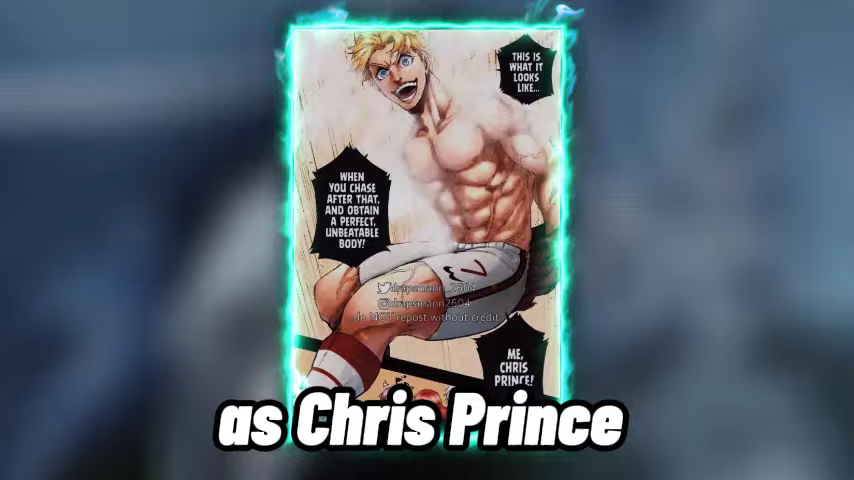 THIS IS
WHAT IT
LOOKS
LIKE...
WHEN
YOU CHASE
AFTER THAT,
AND OBTAIN
A PERFECT,
UNBEATABLE
BODY!
drapsmann_2604
drapsmann2604
do NOT repost without credit
ME,
CHRIS
PRINCE!
as Chris Prince